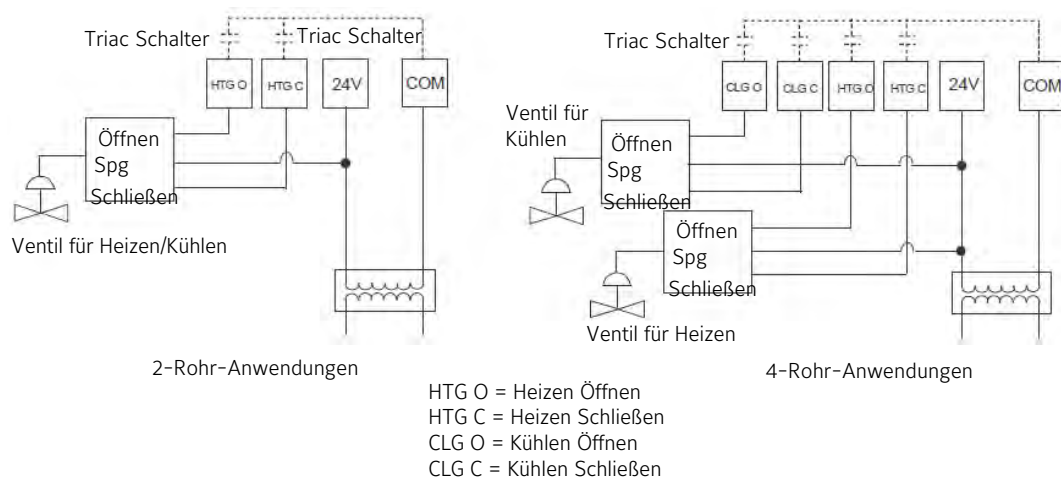 Triac Schalter
Triac Schalter
HTG O
HTG C
24V
COM
Öffnen
Spg
Schließen
Ventil für Heizen/Kühlen
2-Rohr-Anwendungen
Triac Schalter
CLG O
CLG C
HTG O
HTG C
24V
COM
Ventil für
Kühlen
Öffnen
Spg
Schließen
Öffnen
Spg
Schließen
Ventil für Heizen
4-Rohr-Anwendungen
HTG O = Heizen Öffnen
HTG C = Heizen Schließen
CLG O = Kühlen Öffnen
CLG C = Kühlen Schließen